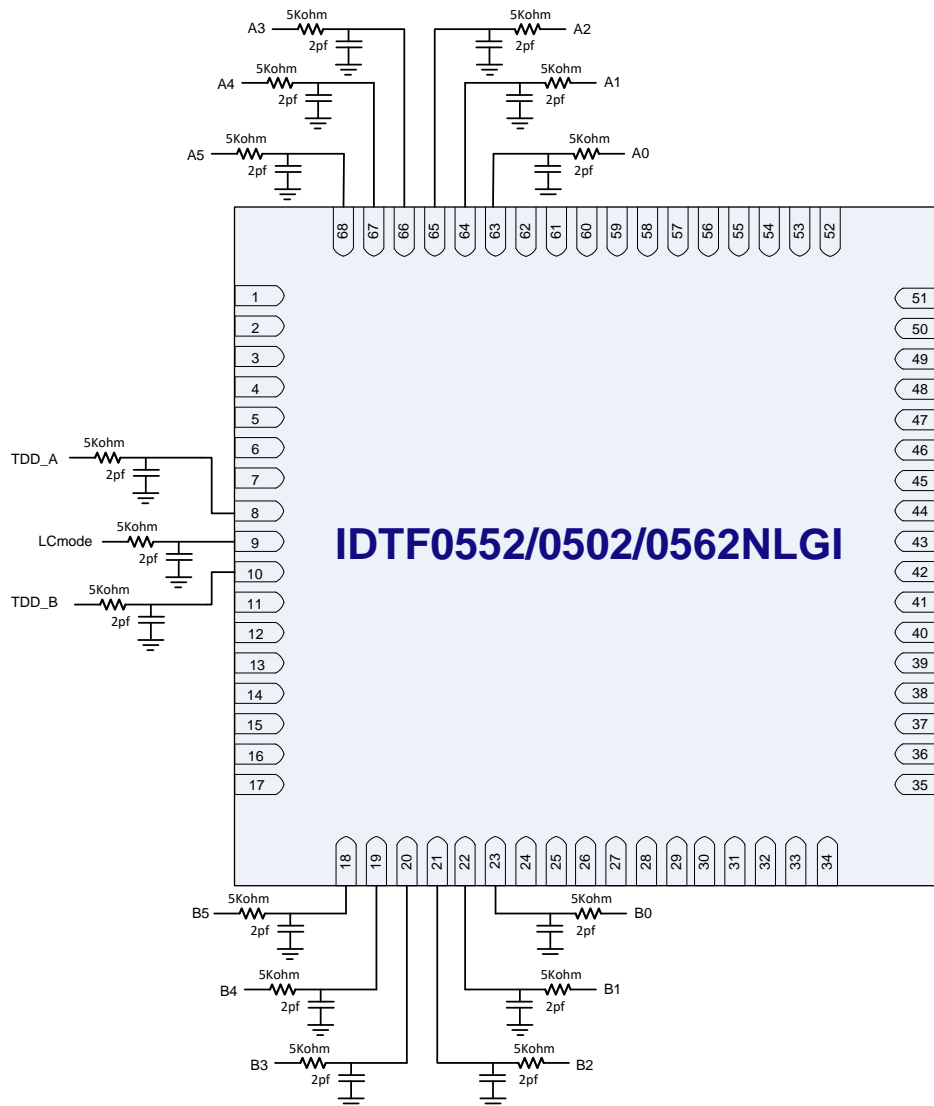 5Kohm
A3
2pf
5Kohm
A2
2pf
5Kohm
A4
2pf
5Kohm
A1
2pf
5Kohm
A5
2pf
5Kohm
A0
2pf
68 67 66 65 64 63 62 61 60 59 58 57 56 55 54 53 52
1
2
3
4
5
6
7
8
9
10
11
12
13
14
15
16
17
51
50
49
48
47
46
45
44
43
42
41
40
39
38
37
36
35
5Kohm
TDD_A
2pf
5Kohm
LCmode
2pf
5Kohm
TDD_B
2pf
IDTF0552/0502/0562NLGI
18 19 20 21 22 23 24 25 26 27 28 29 30 31 32 33 34
5Kohm
B5
2pf
5Kohm
B0
2pf
5Kohm
B4
2pf
5Kohm
B1
2pf
5Kohm
B3
2pf
5Kohm
B2
2pf